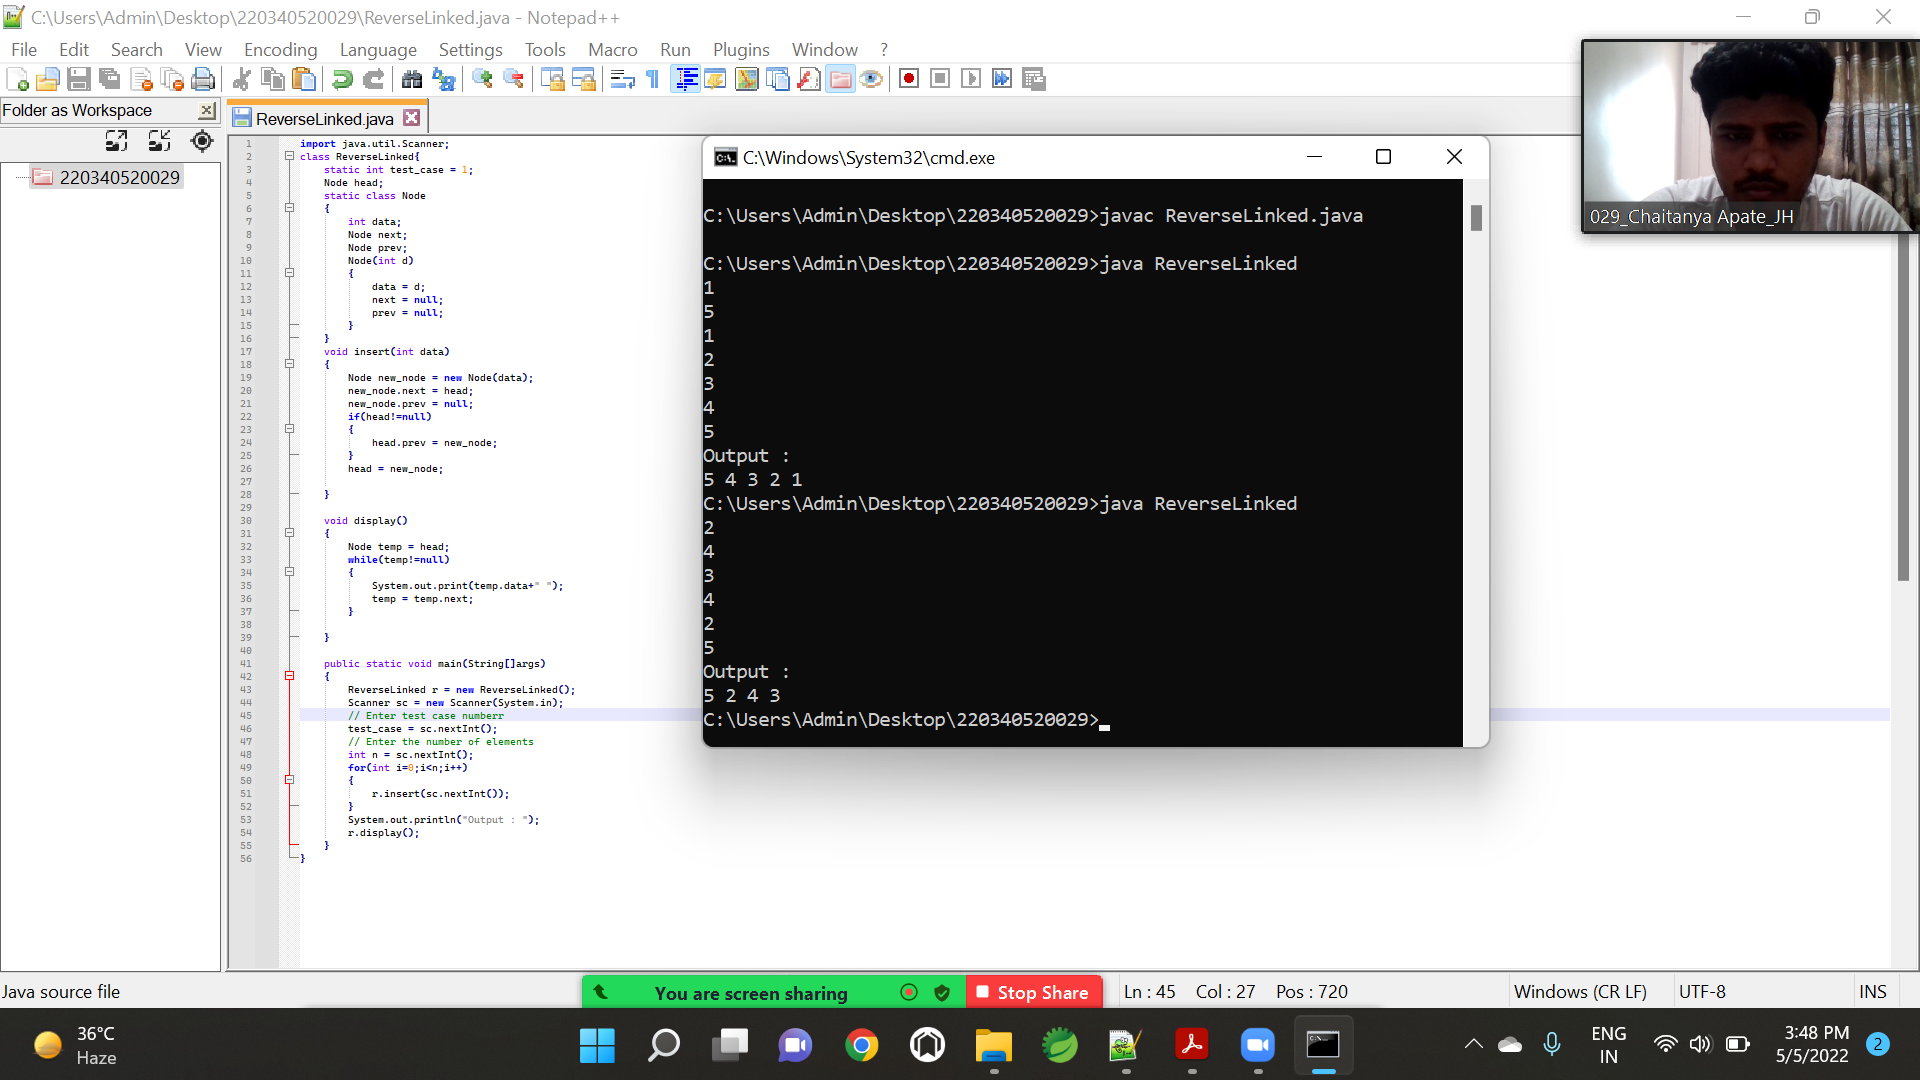 C:\Users\Admin\Desktop\220340520029\ReverseLinked.java - Notepad++
File Edit Search View Encoding Language Settings Tools Macro Run Plugins Window ?
Folder as Workspace
220340520029
ReverseLinked.java
1 import java.util.Scanner;
2 class ReverseLinked{
3 static int test_case = 1;
4 Node head;
5 static class Node
6 {
7 int data;
8 Node next;
9 Node prev;
10 Node(int d)
11 {
12 data = d;
13 next = null;
14 prev = null;
15 }
16 }
17 void insert(int data)
18 {
19 Node new_node = new Node(data);
20 new_node.next = head;
21 new_node.prev = null;
22 if(head!=null)
23 {
24 head.prev = new_node;
25 }
26 head = new_node;
27
28 }
29
30 void display()
31 {
32 Node temp = head;
33 while(temp!=null)
34 {
35 System.out.print(temp.data+" ");
36 temp = temp.next;
37 }
38
39 }
40
41 public static void main(String[]args)
42 {
43 ReverseLinked r = new ReverseLinked();
44 Scanner sc = new Scanner(System.in);
45 // Enter test case numberr
46 test_case = sc.nextInt();
47 // Enter the number of elements
48 int n = sc.nextInt();
49 for(int i=0;i<n;i++)
50 {
51 r.insert(sc.nextInt());
52 }
53 System.out.println("Output : ");
54 r.display();
55 }
56 }
C:\Windows\System32\cmd.exe
C:\Users\Admin\Desktop\220340520029>javac ReverseLinked.java
C:\Users\Admin\Desktop\220340520029>java ReverseLinked
1
5
1
2
3
4
5
Output :
5 4 3 2 1
C:\Users\Admin\Desktop\220340520029>java ReverseLinked
2
4
3
4
2
5
Output :
5 2 4 3
C:\Users\Admin\Desktop\220340520029>
029_Chaitanya Apate_JH
Java source file
You are screen sharing
Stop Share
Ln : 45 Col : 27 Pos : 720
Windows (CR LF)
UTF-8
INS
36°C
Haze
ENG
IN
3:48 PM
5/5/2022
2